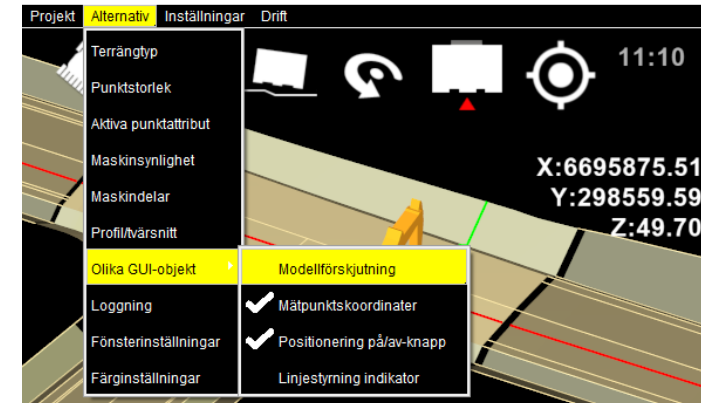 Projekt Alternativ Inställningar Drift
11:10
Terrängtyp
Punktstorlek
Aktiva punktattribut
Maskinsynlighet
Maskindelar
Profil/tvärsnitt
Olika GUI-objekt
Loggning
Fönsterinställningar
Färginställningar
Modellförskjutning
Mätpunktskoordinater
Positionering på/av-knapp
Linjestyrning indikator
X:6695875.51
Y:298559.59
Z:49.70